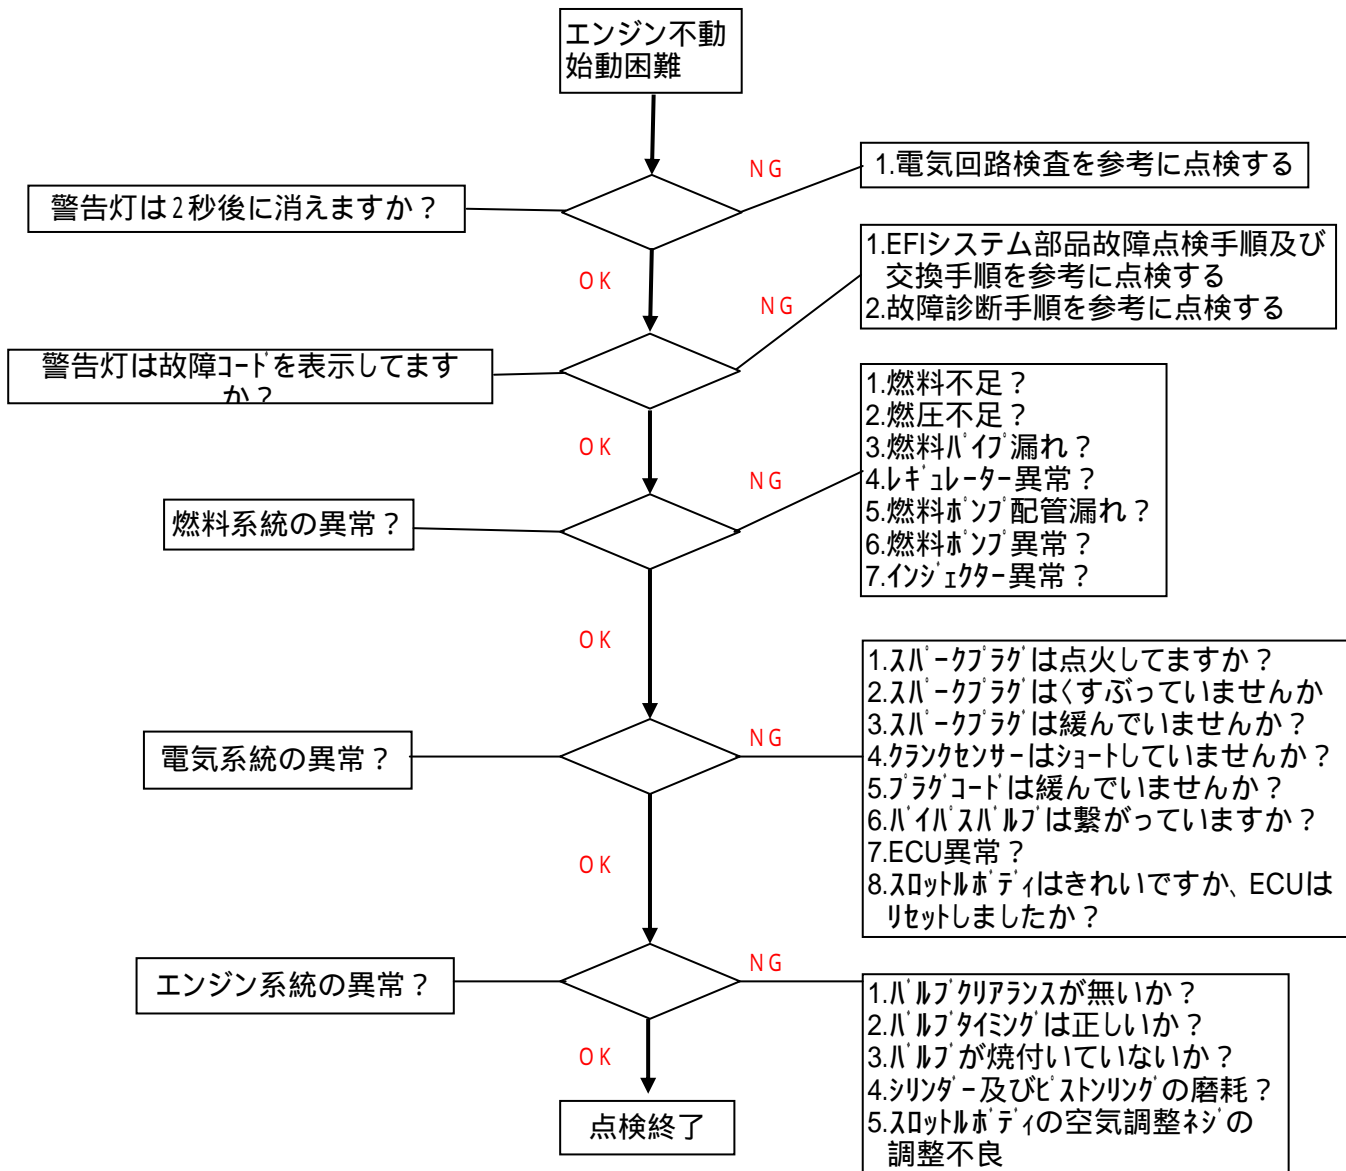 エンジン不動
始動困難
NG
1.電気回路検査を参考に点検する
警告灯は2秒後に消えますか？
OK
1.EFIシステム部品故障点検手順及び
交換手順を参考に点検する
2.故障診断手順を参考に点検する
NG
警告灯は故障ｺｰﾄﾞを表示してます
か？
OK
1.燃料不足？
2.燃圧不足？
3.燃料ﾊﾟｲﾌﾟ漏れ？
4.ﾚｷﾞｭﾚｰﾀｰ異常？
5.燃料ﾎﾟﾝﾌﾟ配管漏れ？
6.燃料ﾎﾟﾝﾌﾟ異常？
7.ｲﾝｼﾞｪｸﾀｰ異常？
NG
燃料系統の異常？
OK
1.ｽﾊﾟｰｸﾌﾟﾗｸﾞは点火してますか？
2.ｽﾊﾟｰｸﾌﾟﾗｸﾞはくすぶっていませんか
3.ｽﾊﾟｰｸﾌﾟﾗｸﾞは緩んでいませんか？
4.ｸﾗﾝｸｾﾝｻｰはｼｮｰﾄしていませんか？
5.ﾌﾟﾗｸﾞｺｰﾄﾞは緩んでいませんか？
6.ﾊﾞｲﾊﾟｽﾊﾞﾙﾌﾞは繋がっていますか？
7.ECU異常？
8.ｽﾛｯﾄﾙﾎﾞﾃﾞｨはきれいですか、ECUは
ﾘｾｯﾄしましたか？
NG
電気系統の異常？
OK
NG
エンジン系統の異常？
1.ﾊﾞﾙﾌﾞｸﾘｱﾗﾝｽが無いか？
2.ﾊﾞﾙﾌﾞﾀｲﾐﾝｸﾞは正しいか？
3.ﾊﾞﾙﾌﾞが焼付いていないか？
4.ｼﾘﾝﾀﾞｰ及びﾋﾟｽﾄﾝﾘﾝｸﾞの磨耗？
5.ｽﾛｯﾄﾙﾎﾞﾃﾞｨの空気調整ﾈｼﾞの
調整不良
OK
点検終了